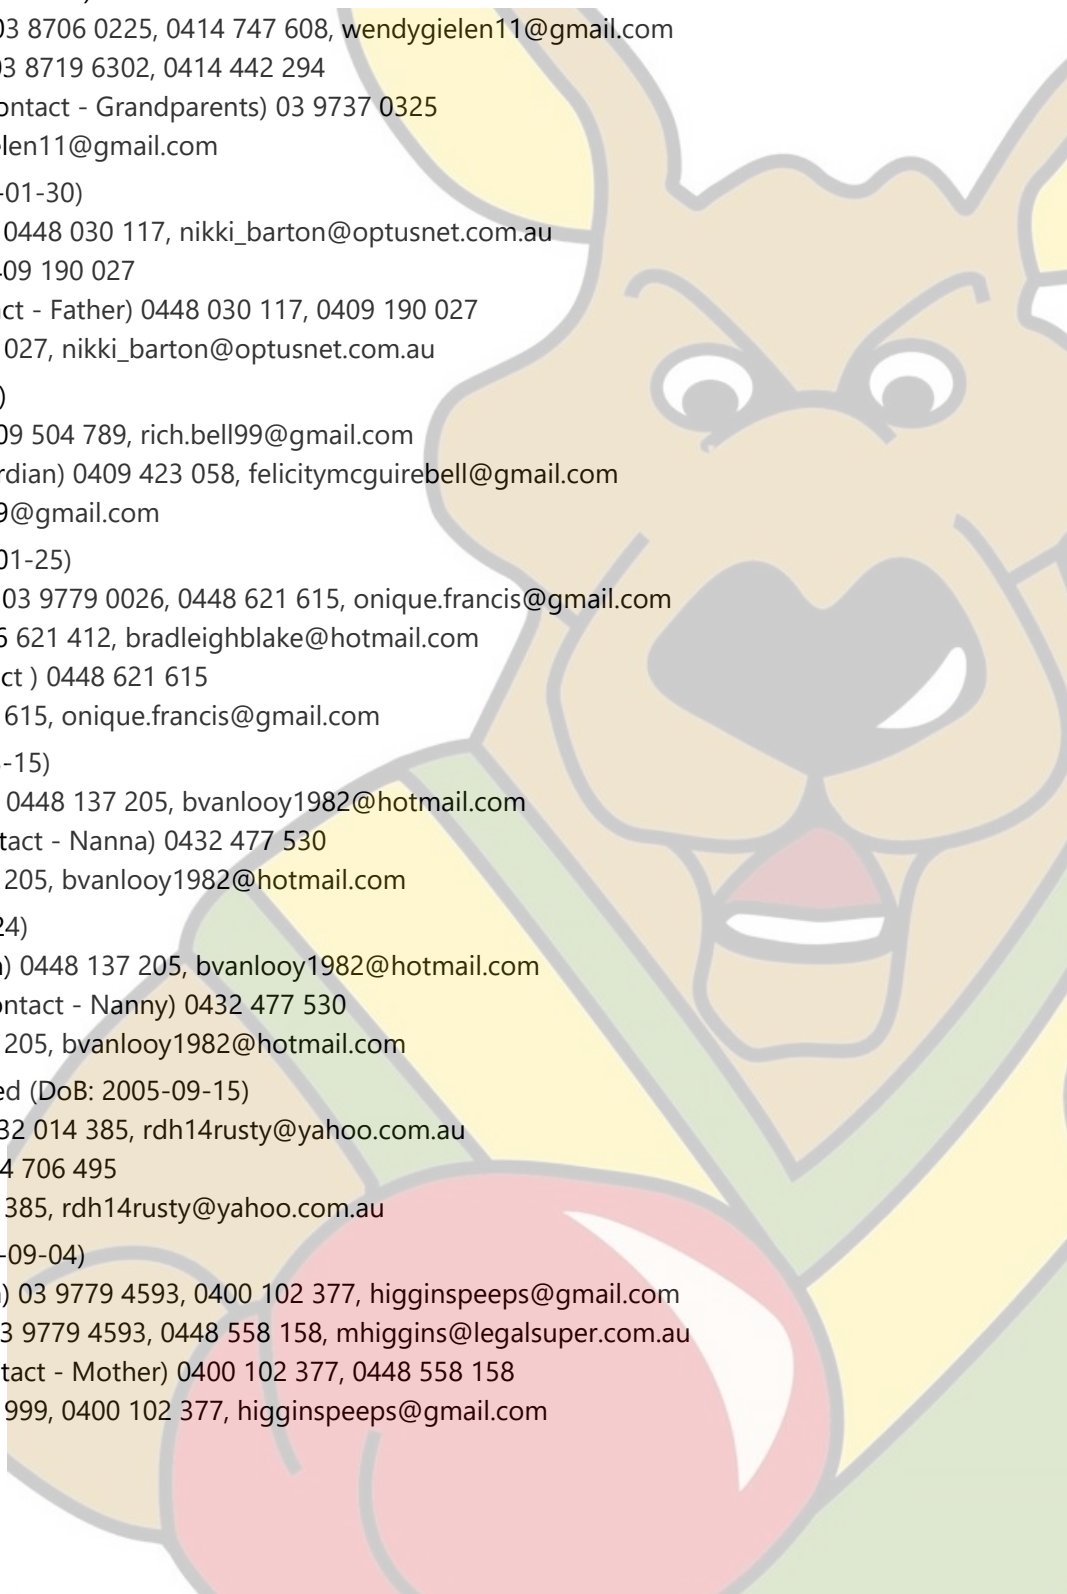 03 8706 0225, 0414 747 608, wendygielen11@gmail.com
03 8719 6302, 0414 442 294
ontact - Grandparents) 03 9737 0325
elen11@gmail.com
-01-30)
0448 030 117, nikki_barton@optusnet.com.au
409 190 027
act - Father) 0448 030 117, 0409 190 027
027, nikki_barton@optusnet.com.au
)
09 504 789, rich.bell99@gmail.com
rdian) 0409 423 058, felicitymcguirebell@gmail.com
9@gmail.com
01-25)
03 9779 0026, 0448 621 615, onique.francis@gmail.com
6 621 412, bradleighblake@hotmail.com
ct ) 0448 621 615
615, onique.francis@gmail.com
-15)
0448 137 205, bvanlooy1982@hotmail.com
tact - Nanna) 0432 477 530
205, bvanlooy1982@hotmail.com
24)
) 0448 137 205, bvanlooy1982@hotmail.com
ontact - Nanny) 0432 477 530
205, bvanlooy1982@hotmail.com
ed (DoB: 2005-09-15)
32 014 385, rdh14rusty@yahoo.com.au
4 706 495
385, rdh14rusty@yahoo.com.au
-09-04)
) 03 9779 4593, 0400 102 377, higginspeeps@gmail.com
3 9779 4593, 0448 558 158, mhiggins@legalsuper.com.au
tact - Mother) 0400 102 377, 0448 558 158
999, 0400 102 377, higginspeeps@gmail.com